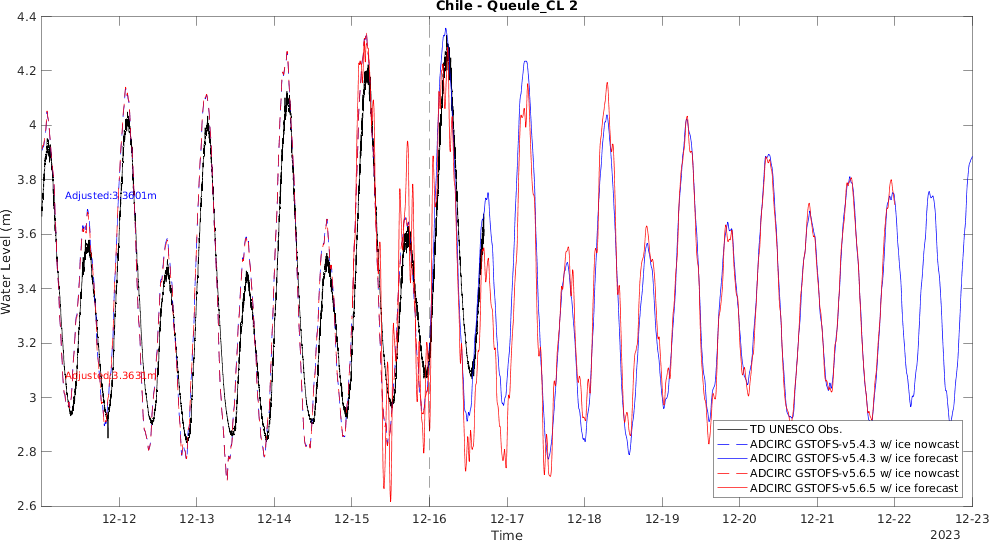 Chile - Queule_CL 2
Water Level (m)
4.4
4.2
4
3.8
3.6
3.4
3.2
3
2.8
2.6
Adjusted:3.3601m
Adjusted:3.3631m
TD UNESCO Obs.
ADCIRC GSTOFS-v5.4.3 w/ ice nowcast
ADCIRC GSTOFS-v5.4.3 w/ ice forecast
ADCIRC GSTOFS-v5.6.5 w/ ice nowcast
ADCIRC GSTOFS-v5.6.5 w/ ice forecast
12-12 12-13 12-14 12-15 12-16 12-17 12-18 12-19 12-20 12-21 12-22 12-23
Time
2023